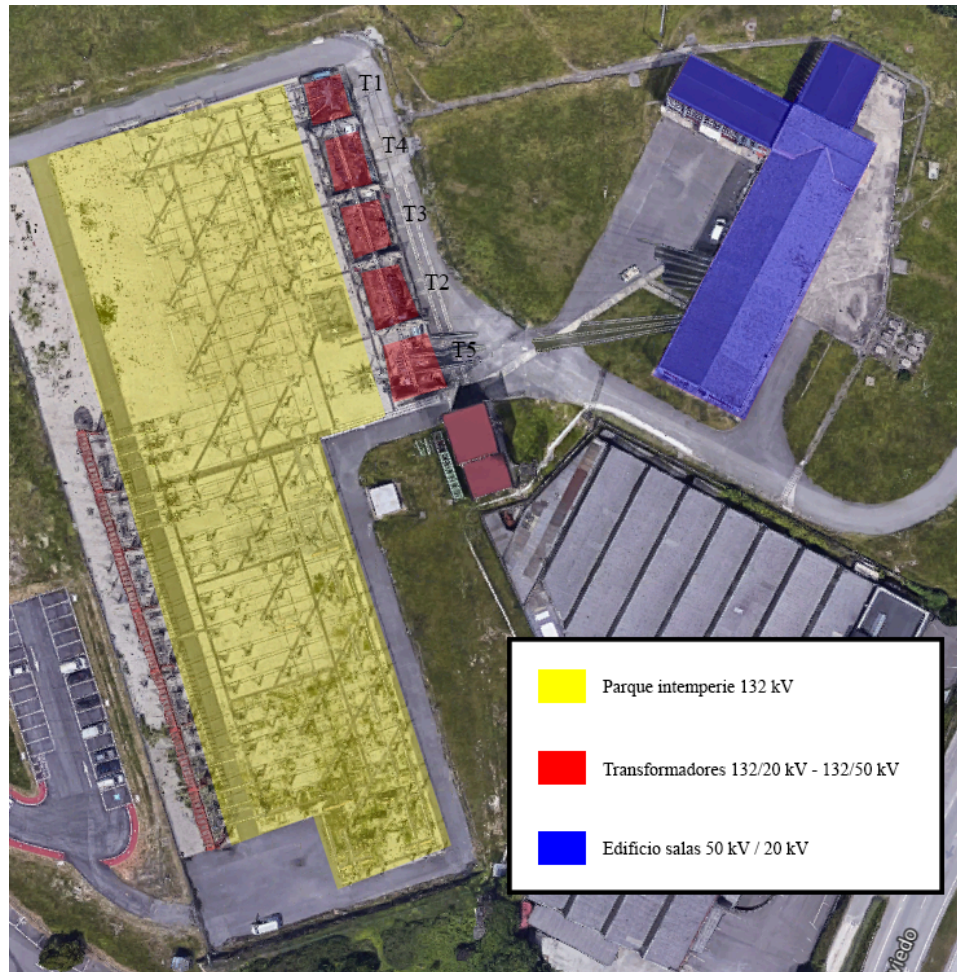 T1
T4
T3
T2
T5
Parque intemperie 132 kV
Transformadores 132/20 kV - 132/50 kV
Edificio salas 50 kV / 20 kV